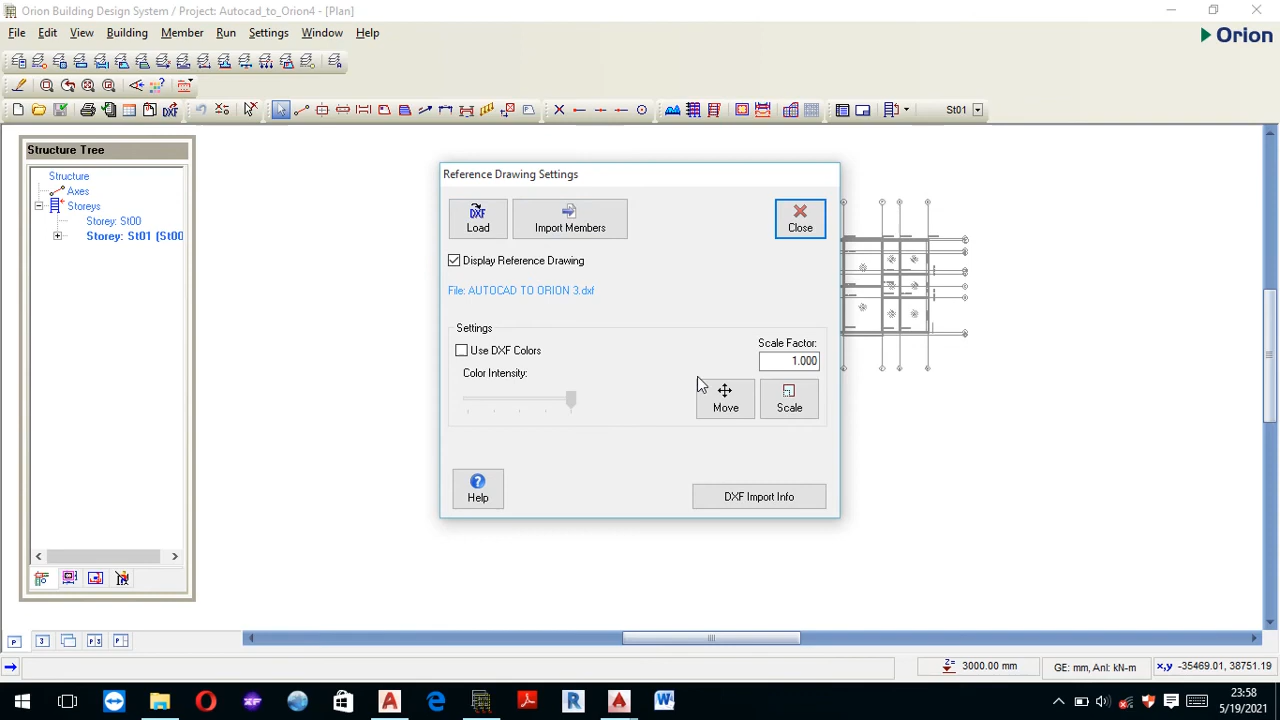 Orion Building Design System / Project: Autocad_to_Orion4 - [Plan]
File Edit View Building Member Run Settings Window Help
Orion
DXF
St01
Structure Tree
Structure
Axes
Storeys
Storey: St00
Storey: St01 (St00
Reference Drawing Settings
DXF
Load
Import Members
Close
Display Reference Drawing
File: AUTOCAD TO ORION 3.dxf
Settings
Use DXF Colors
Color Intensity:
Scale Factor:
1.000
Move
Scale
Help
DXF Import Info
Z= 3000.00 mm
GE: mm, Anl: kN-m
x,y -35469.01, 38751.19
23:58
5/19/2021